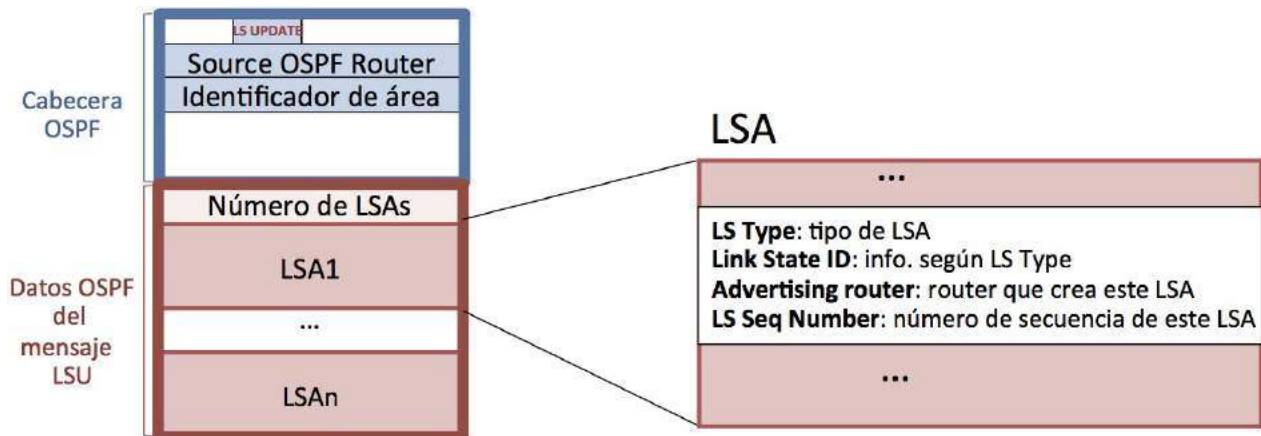 LS UPDATE
Source OSPF Router
Identificador de área
Cabecera
OSPF
Número de LSAs
LSA1
...
LSAn
Datos OSPF
del
mensaje
LSU
LSA
...
LS Type: tipo de LSA
Link State ID: info. según LS Type
Advertising router: router que crea este LSA
LS Seq Number: número de secuencia de este LSA
...